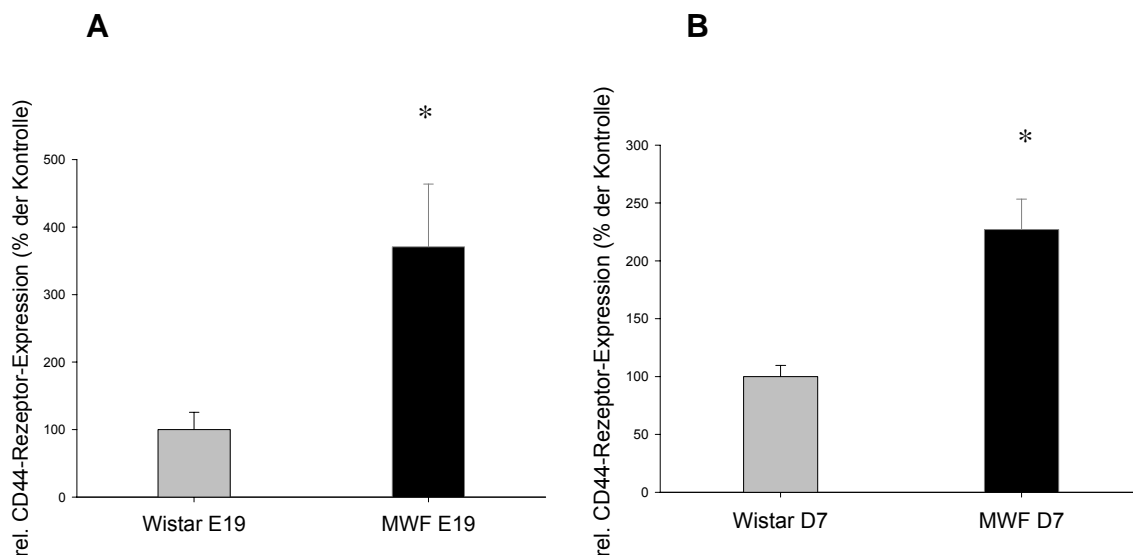 A
rel. CD44-Rezeptor-Expression (% der Kontrolle)
*
500
400
300
200
100
0
Wistar E19 MWF E19
B
rel. CD44-Rezeptor-Expression (% der Kontrolle)
*
300
250
200
150
100
50
0
Wistar D7 MWF D7